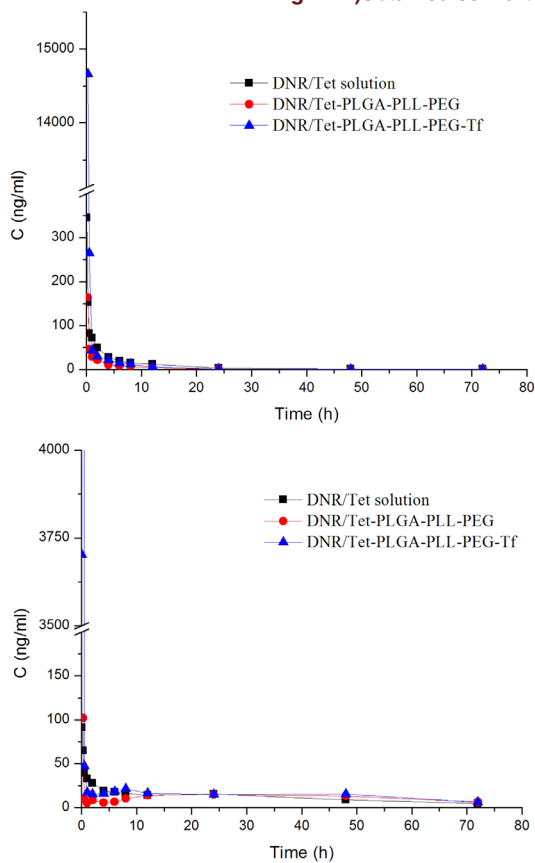 15000
14000
300
200
100
0
C (ng/ml)
DNR/Tet solution
DNR/Tet-PLGA-PLL-PEG
DNR/Tet-PLGA-PLL-PEG-Tf
0 10 20 30 40 50 60 70 80
Time (h)
4000
3750
3500
150
100
50
0
C (ng/ml)
DNR/Tet solution
DNR/Tet-PLGA-PLL-PEG
DNR/Tet-PLGA-PLL-PEG-Tf
0 10 20 30 40 50 60 70 80
Time (h)